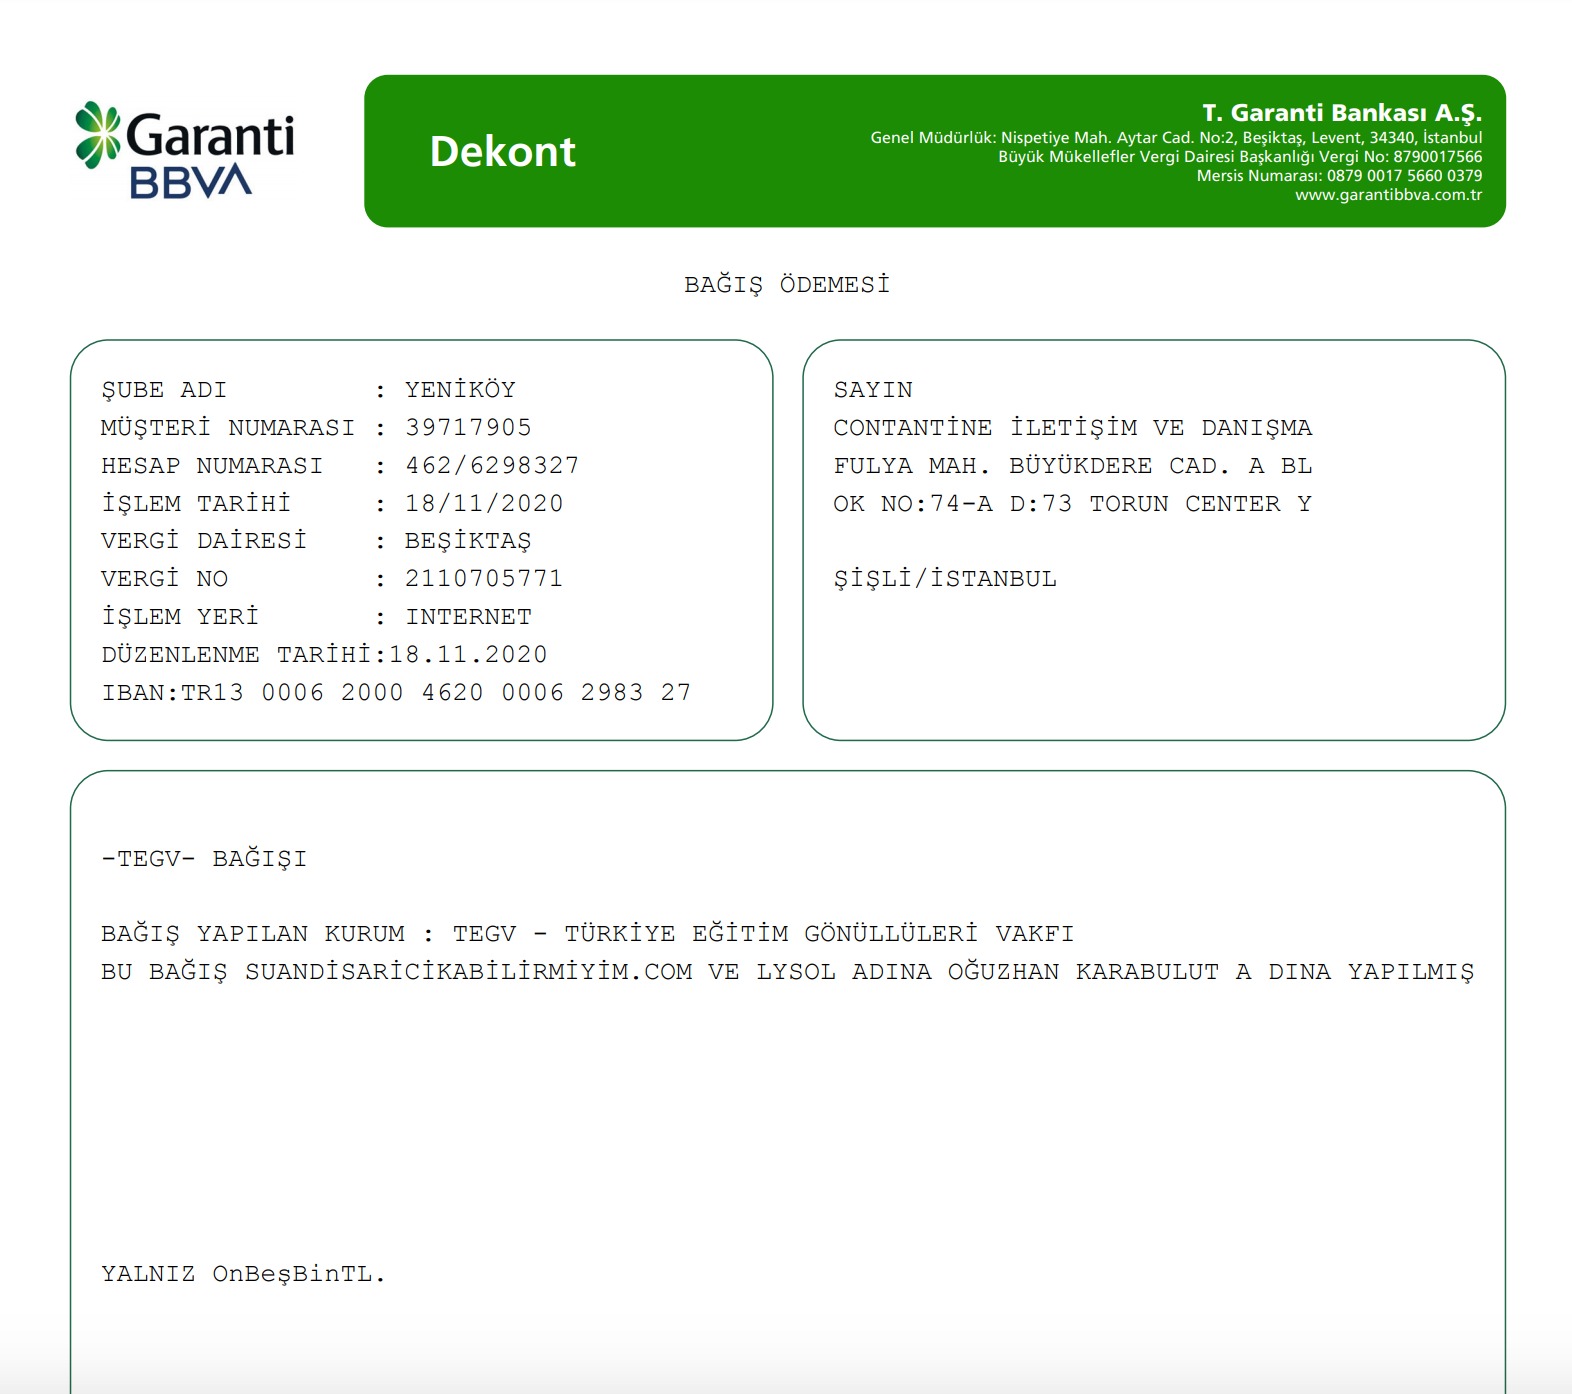 Garanti
BBVA
Dekont
T. Garanti Bankası A.Ş.
Genel Müdürlük: Nispetiye Mah. Aytar Cad. No:2, Beşiktaş, Levent, 34340, İstanbul
Büyük Mükellefler Vergi Dairesi Başkanlığı Vergi No: 8790017566
Mersis Numarası: 0879 0017 5660 0379
www.garantibbva.com.tr
BAĞIŞ ÖDEMESİ
ŞUBE ADI : YENİKÖY
MÜŞTERİ NUMARASI : 39717905
HESAP NUMARASI : 462/6298327
İŞLEM TARİHİ : 18/11/2020
VERGİ DAİRESİ : BEŞİKTAŞ
VERGİ NO : 2110705771
İŞLEM YERİ : INTERNET
DÜZENLENME TARİHİ:18.11.2020
IBAN:TR13 0006 2000 4620 0006 2983 27
SAYIN
CONTANTİNE İLETİŞİM VE DANIŞMA
FULYA MAH. BÜYÜKDERE CAD. A BL
OK NO:74-A D:73 TORUN CENTER Y
ŞİŞLİ/İSTANBUL
-TEGV- BAĞIŞI
BAĞIŞ YAPILAN KURUM : TEGV - TÜRKİYE EĞİTİM GÖNÜLLÜLERİ VAKFI
BU BAĞIŞ SUANDİSARİCİKABİLİRMİYİM.COM VE LYSOL ADINA OĞUZHAN KARABULUT A DINA YAPILMIŞ
YALNIZ OnBeşBinTL.